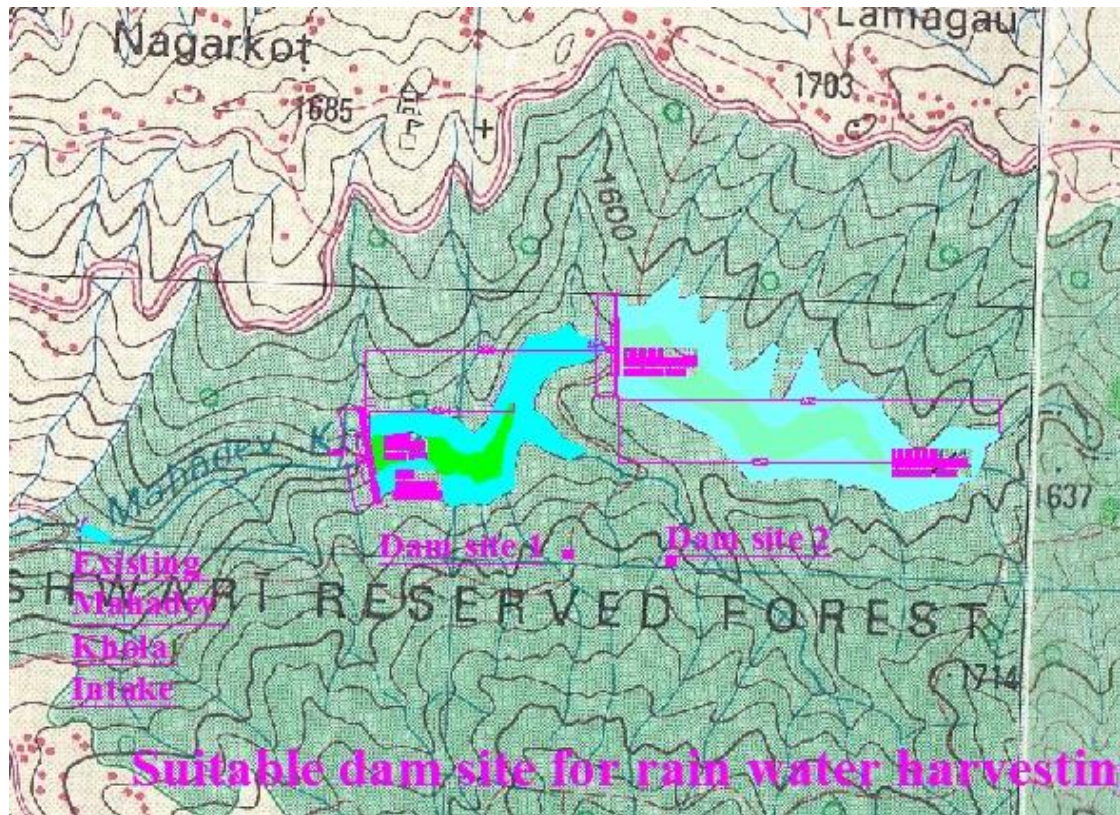 Lamagau
Nagarkot
1703
1685
1600
Mahadev K
1637
Dam site 1
Dam site 2
Existing
Mahadev
Khola
Intake
SHWARI RESERVED FOREST
1714
Suitable dam site for rain water harvestin